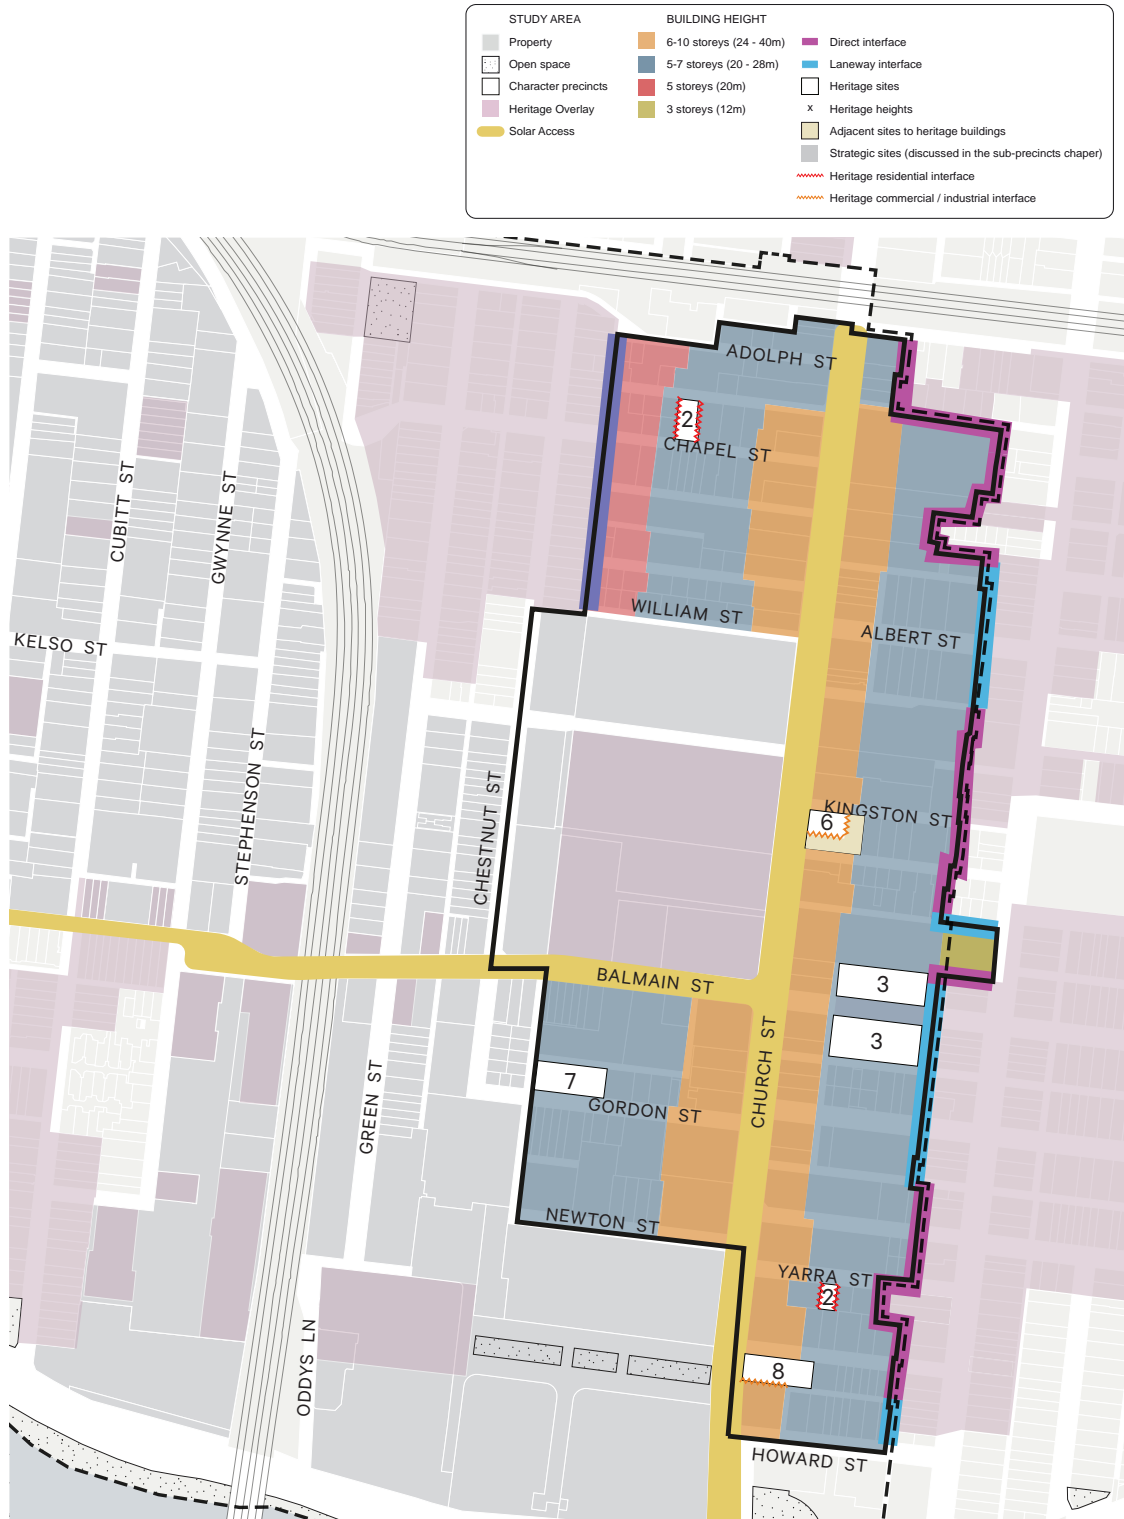 STUDY AREA
Property
Open space
Character precincts
Heritage Overlay
Solar Access
BUILDING HEIGHT
6-10 storeys (24 - 40m)
5-7 storeys (20 - 28m)
5 storeys (20m)
3 storeys (12m)
Direct interface
Laneway interface
Heritage sites
x Heritage heights
Adjacent sites to heritage buildings
Strategic sites (discussed in the sub-precincts chaper)
Heritage residential interface
Heritage commercial / industrial interface
ADOLPH ST
2
CHAPEL ST
CUBITT ST
GWYNNE ST
WILLIAM ST
ALBERT ST
KELSO ST
STEPHENSON ST
CHESTNUT ST
KINGSTON ST
6
BALMAIN ST
3
3
CHURCH ST
7
GORDON ST
GREEN ST
NEWTON ST
YARRA ST
2
ODDYS LN
8
HOWARD ST